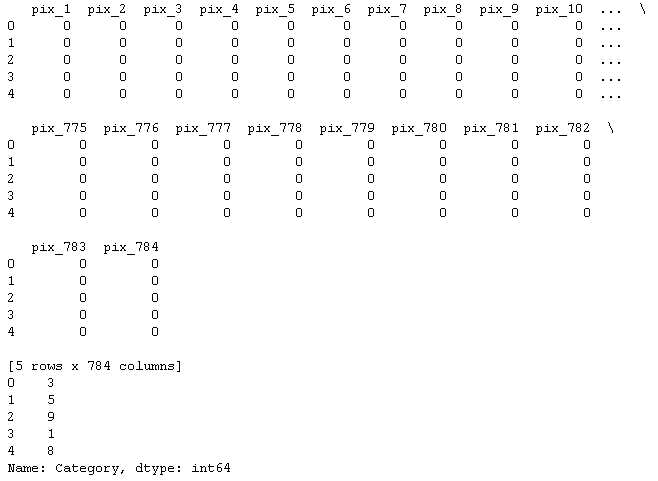 pix_1 pix_2 pix_3 pix_4 pix_5 pix_6 pix_7 pix_8 pix_9 pix_10 ... \
0 0 0 0 0 0 0 0 0 0 0 ...
1 0 0 0 0 0 0 0 0 0 0 ...
2 0 0 0 0 0 0 0 0 0 0 ...
3 0 0 0 0 0 0 0 0 0 0 ...
4 0 0 0 0 0 0 0 0 0 0 ...
pix_775 pix_776 pix_777 pix_778 pix_779 pix_780 pix_781 pix_782 \
0 0 0 0 0 0 0 0 0
1 0 0 0 0 0 0 0 0
2 0 0 0 0 0 0 0 0
3 0 0 0 0 0 0 0 0
4 0 0 0 0 0 0 0 0
pix_783 pix_784
0 0 0
1 0 0
2 0 0
3 0 0
4 0 0
[5 rows x 784 columns]
0 3
1 5
2 9
3 1
4 8
Name: Category, dtype: int64